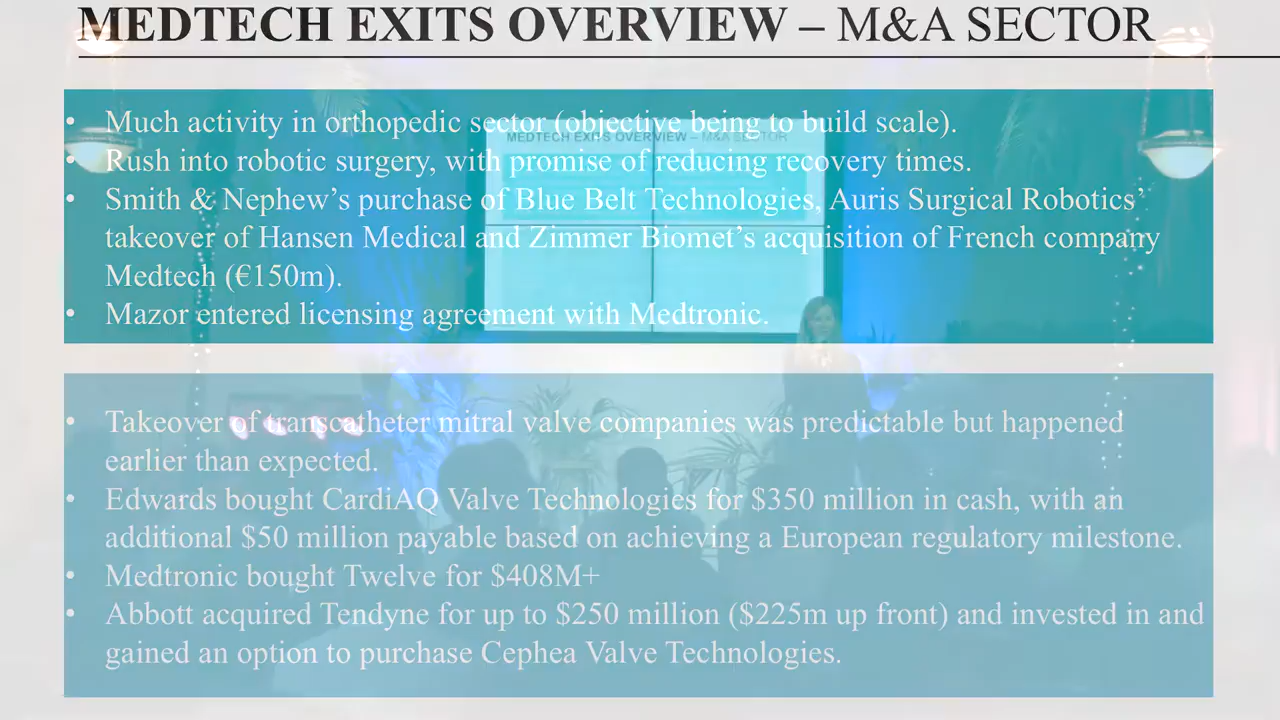 MEDTECH EXITS OVERVIEW – M&A SECTOR
• Much activity in orthopedic sector (objective being to build scale).
MEDTECH EXITS OVERVIEW – M&A SECTOR
• Rush into robotic surgery, with promise of reducing recovery times.
• Smith & Nephew’s purchase of Blue Belt Technologies, Auris Surgical Robotics’
takeover of Hansen Medical and Zimmer Biomet’s acquisition of French company
Medtech (€150m).
• Mazor entered licensing agreement with Medtronic.
• Takeover of transcatheter mitral valve companies was predictable but happened
earlier than expected.
• Edwards bought CardiAQ Valve Technologies for $350 million in cash, with an
additional $50 million payable based on achieving a European regulatory milestone.
• Medtronic bought Twelve for $408M+
• Abbott acquired Tendyne for up to $250 million ($225m up front) and invested in and
gained an option to purchase Cephea Valve Technologies.